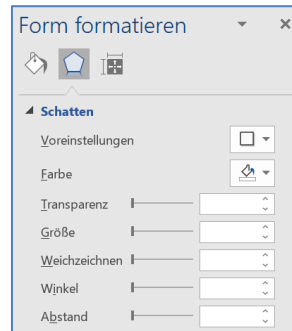 Form formatieren
Schatten
Voreinstellungen
Farbe
Transparenz
Größe
Weichzeichnen
Winkel
Abstand